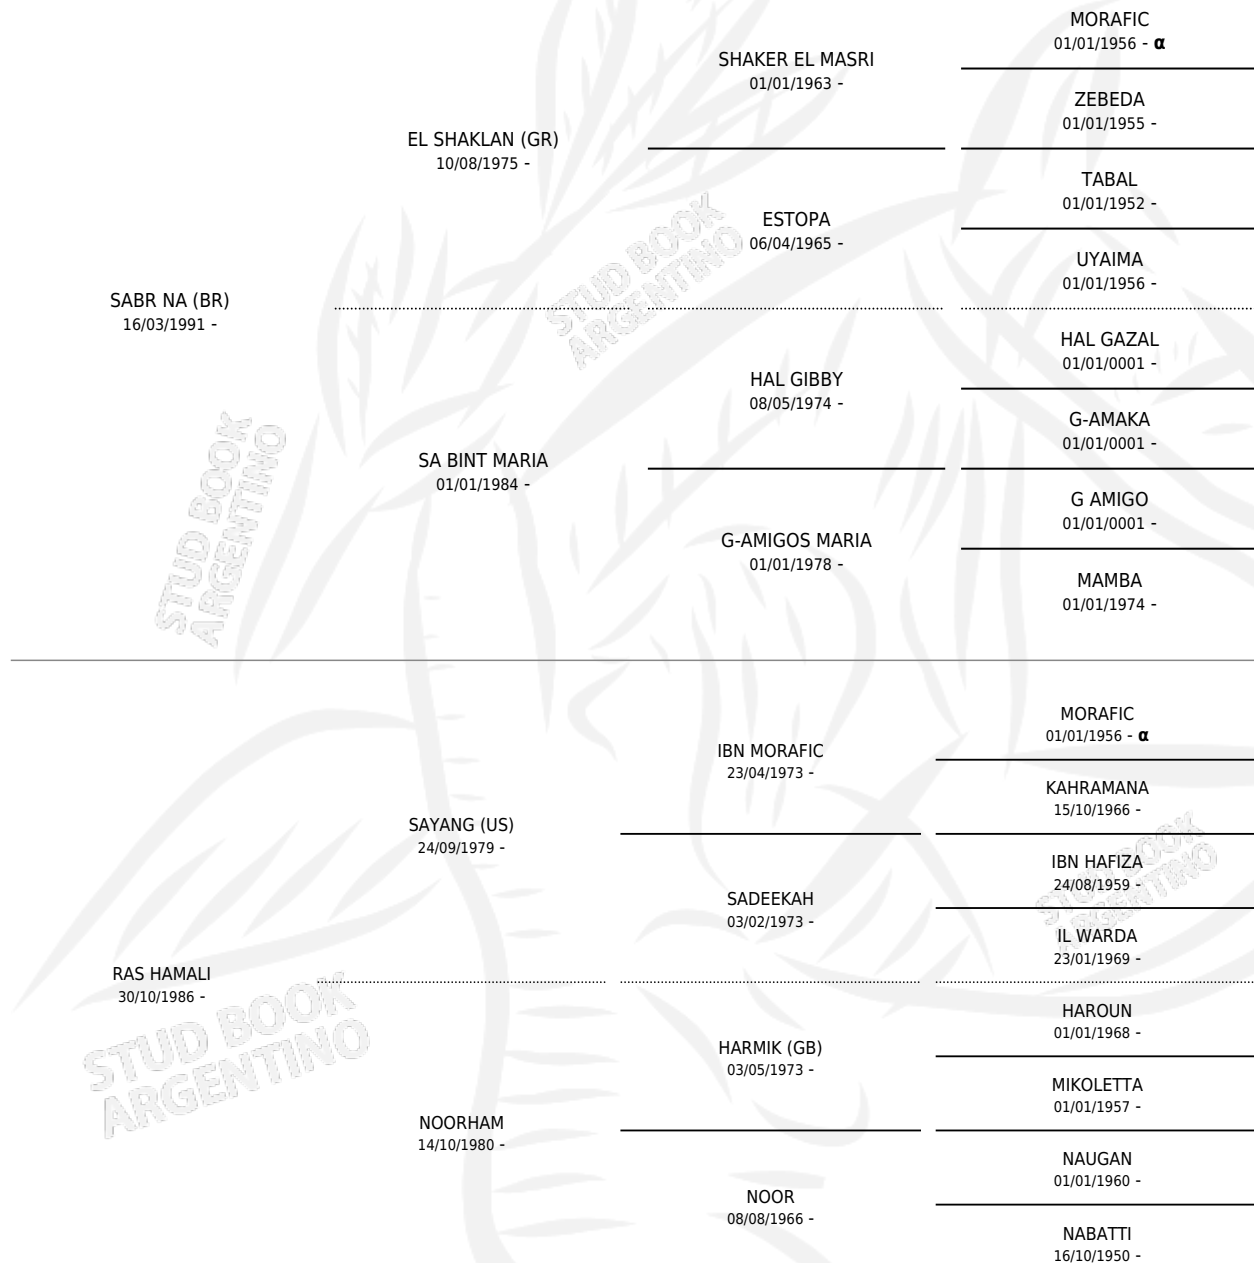 MORAFIC
01/01/1956 - α
SHAKER EL MASRI
01/01/1963 -
ZEBEDA
01/01/1955 -
EL SHAKLAN (GR)
10/08/1975 -
TABAL
01/01/1952 -
ESTOPA
06/04/1965 -
UYAIMA
01/01/1956 -
SABR NA (BR)
16/03/1991 -
HAL GAZAL
01/01/0001 -
HAL GIBBY
08/05/1974 -
G-AMAKA
01/01/0001 -
SA BINT MARIA
01/01/1984 -
G AMIGO
01/01/0001 -
G-AMIGOS MARIA
01/01/1978 -
MAMBA
01/01/1974 -
MORAFIC
01/01/1956 - α
IBN MORAFIC
23/04/1973 -
KAHRAMANA
15/10/1966 -
SAYANG (US)
24/09/1979 -
IBN HAFIZA
24/08/1959 -
SADEEKAH
03/02/1973 -
IL WARDA
23/01/1969 -
RAS HAMALI
30/10/1986 -
HAROUN
01/01/1968 -
HARMIK (GB)
03/05/1973 -
MIKOLETTA
01/01/1957 -
NOORHAM
14/10/1980 -
NAUGAN
01/01/1960 -
NOOR
08/08/1966 -
NABATTI
16/10/1950 -
STUD BOOK
ARGENTINO
STUD BOOK
ARGENTINO
STUD BOOK
ARGENTINO
STUD BOOK
ARGENTINO